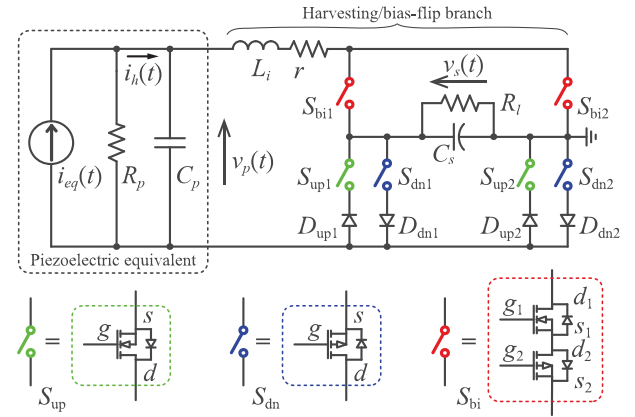 Harvesting/bias-flip branch
i_h(t)
L_i
r
v_s(t)
S_bi1
R_l
S_bi2
i_eq(t)
R_p
C_p
v_p(t)
C_s
S_up1
S_dn1
S_up2
S_dn2
D_up1
D_dn1
D_up2
D_dn2
Piezoelectric equivalent
S_up
=
g
s
d
S_dn
=
g
s
d
S_bi
=
g_1
d_1
s_1
g_2
d_2
s_2